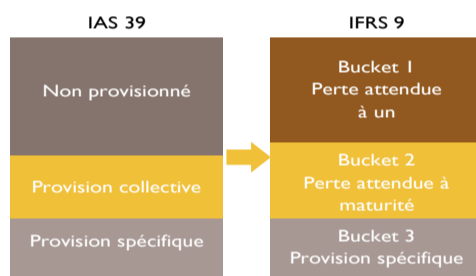 IAS 39
Non provisionné
Provision collective
Provision spécifique
IFRS 9
Bucket 1
Perte attendue
à un
Bucket 2
Perte attendue à
maturité
Bucket 3
Provision spécifique